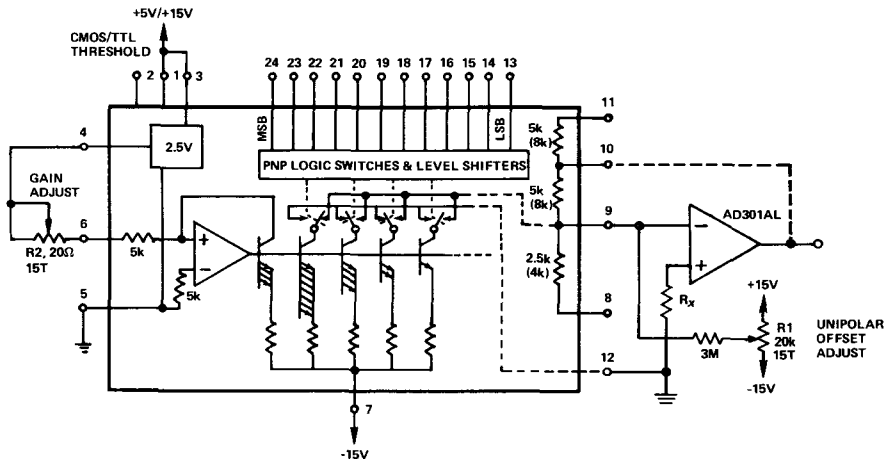 +5V/+15V
CMOS/TTL
THRESHOLD
2 1 3
24 23 22 21 20 19 18 17 16 15 14 13
MSB
LSB
PNP LOGIC SWITCHES & LEVEL SHIFTERS
4
2.5V
GAIN
ADJUST
6
R2, 20Ω
15T
5k
+
−
5k
5
7
-15V
11
5k
(8k)
10
5k
(8k)
9
2.5k
(4k)
8
12
AD301AL
−
+
RX
3M
+15V
R1
20k
15T
-15V
UNIPOLAR
OFFSET
ADJUST